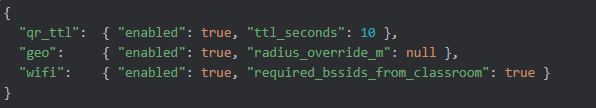 {
  "qr_ttl":  { "enabled": true, "ttl_seconds": 10 },
  "geo":     { "enabled": true, "radius_override_m": null },
  "wifi":    { "enabled": true, "required_bssids_from_classroom": true }
}